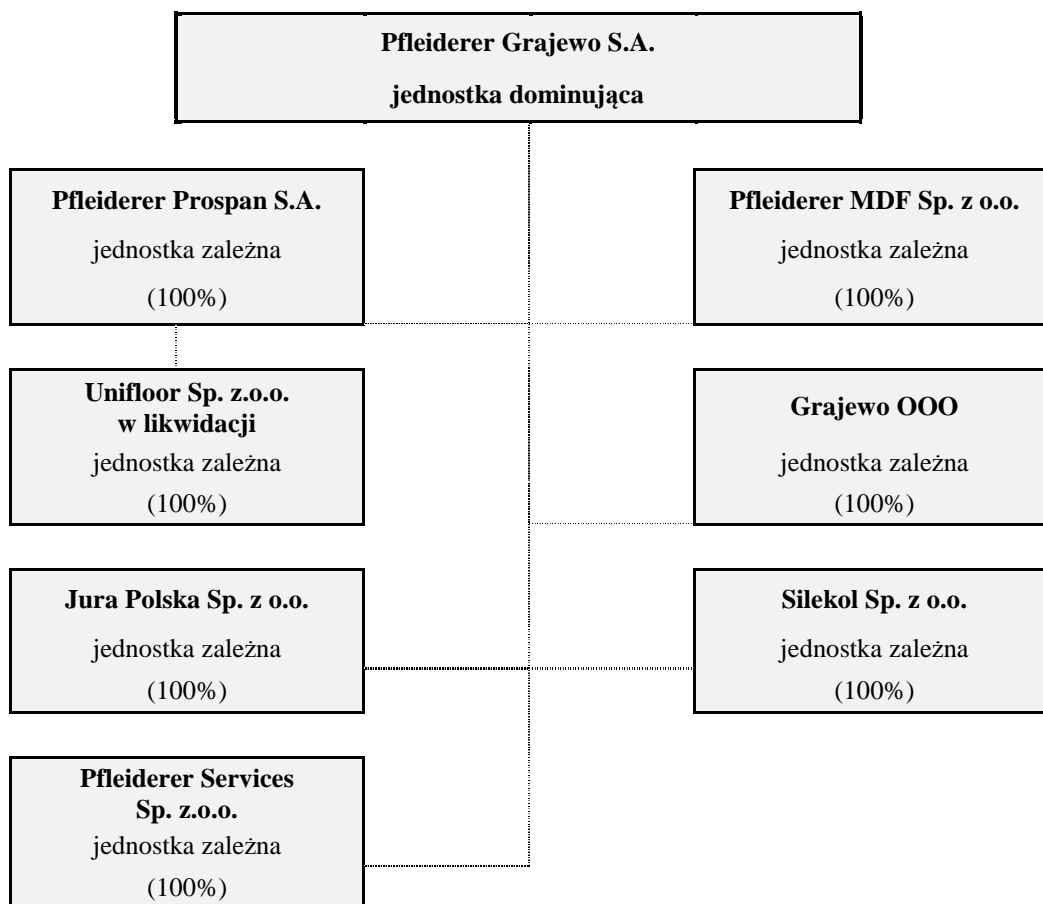 Pfleiderer Grajewo S.A.
jednostka dominująca
Pfleiderer Prospan S.A.
jednostka zależna
(100%)
Pfleiderer MDF Sp. z o.o.
jednostka zależna
(100%)
Unifloor Sp. z.o.o.
w likwidacji
jednostka zależna
(100%)
Grajewo OOO
jednostka zależna
(100%)
Jura Polska Sp. z o.o.
jednostka zależna
(100%)
Silekol Sp. z o.o.
jednostka zależna
(100%)
Pfleiderer Services
Sp. z.o.o.
jednostka zależna
(100%)